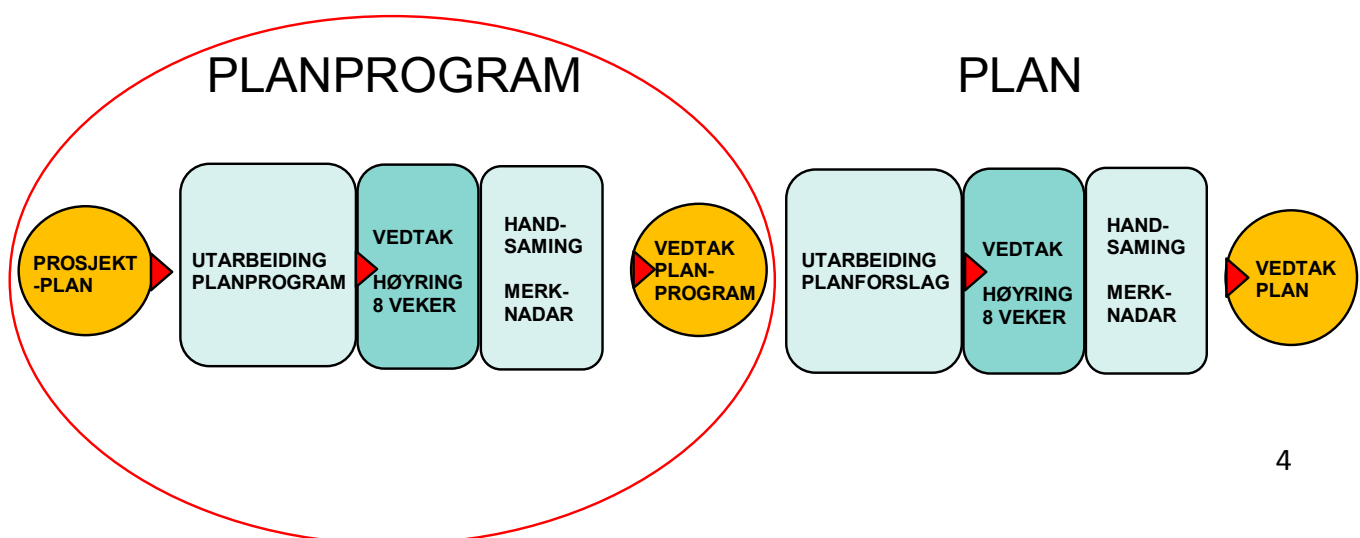 PLANPROGRAM
PLAN
PROSJEKT
-PLAN
UTARBEIDING
PLANPROGRAM
VEDTAK
HØYRING
8 VEKER
HAND-
SAMING
MERK-
NADAR
VEDTAK
PLAN-
PROGRAM
UTARBEIDING
PLANFORSLAG
VEDTAK
HØYRING
8 VEKER
HAND-
SAMING
MERK-
NADAR
VEDTAK
PLAN
4